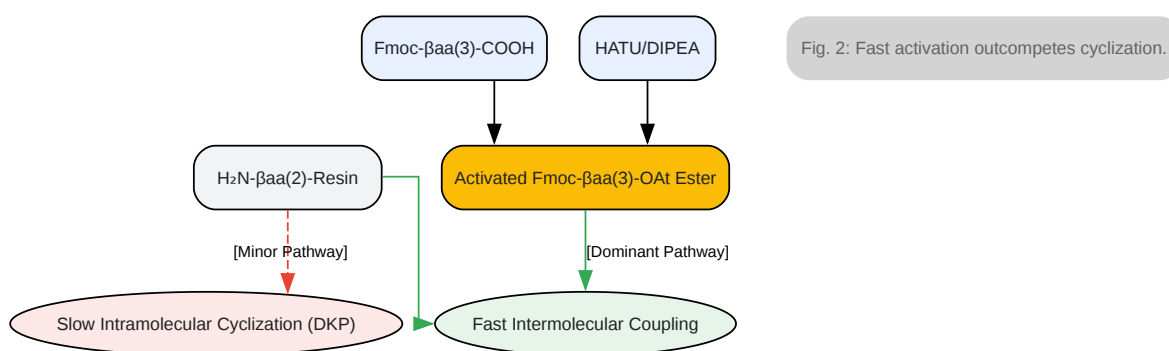 Fmoc-βaa(3)-COOH
HATU/DIPEA
Fig. 2: Fast activation outcompetes cyclization.
H₂N-βaa(2)-Resin
Activated Fmoc-βaa(3)-OAt Ester
[Minor Pathway]
[Dominant Pathway]
Slow Intramolecular Cyclization (DKP)
Fast Intermolecular Coupling